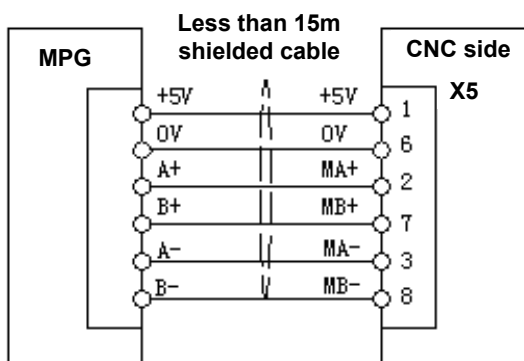 Less than 15m
shielded cable
MPG
CNC side
X5
+5V +5V 1
0V 0V 6
A+ MA+ 2
B+ MB+ 7
A- MA- 3
B- MB- 8